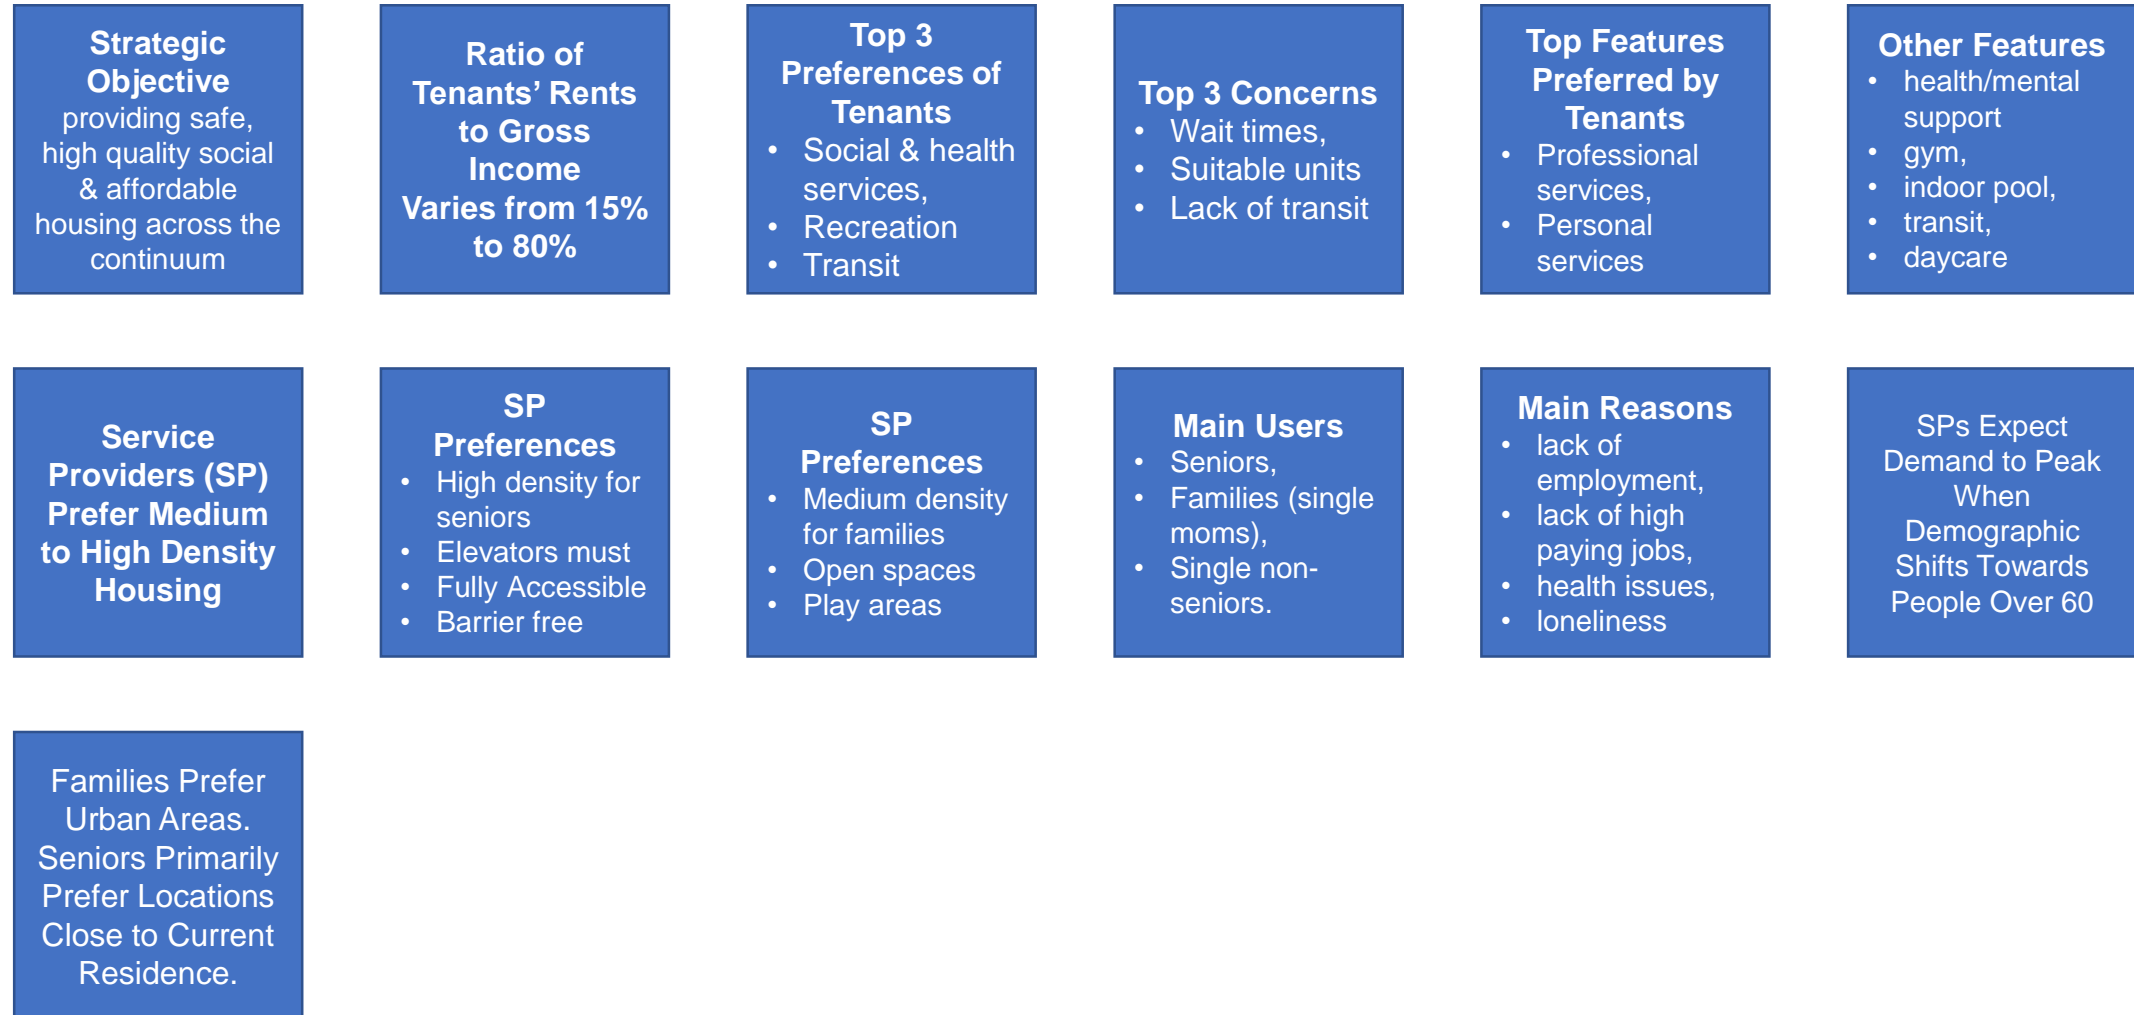 Strategic
Objective
providing safe,
high quality social
& affordable
housing across the
continuum
Ratio of
Tenants’ Rents
to Gross
Income
Varies from 15%
to 80%
Top 3
Preferences of
Tenants
• Social & health
services,
• Recreation
• Transit
Top 3 Concerns
• Wait times,
• Suitable units
• Lack of transit
Top Features
Preferred by
Tenants
• Professional
services,
• Personal
services
Other Features
• health/mental
support
• gym,
• indoor pool,
• transit,
• daycare
Service
Providers (SP)
Prefer Medium
to High Density
Housing
SP
Preferences
• High density for
seniors
• Elevators must
• Fully Accessible
• Barrier free
SP
Preferences
• Medium density
for families
• Open spaces
• Play areas
Main Users
• Seniors,
• Families (single
moms),
• Single non-
seniors.
Main Reasons
• lack of
employment,
• lack of high
paying jobs,
• health issues,
• loneliness
SPs Expect
Demand to Peak
When
Demographic
Shifts Towards
People Over 60
Families Prefer
Urban Areas.
Seniors Primarily
Prefer Locations
Close to Current
Residence.